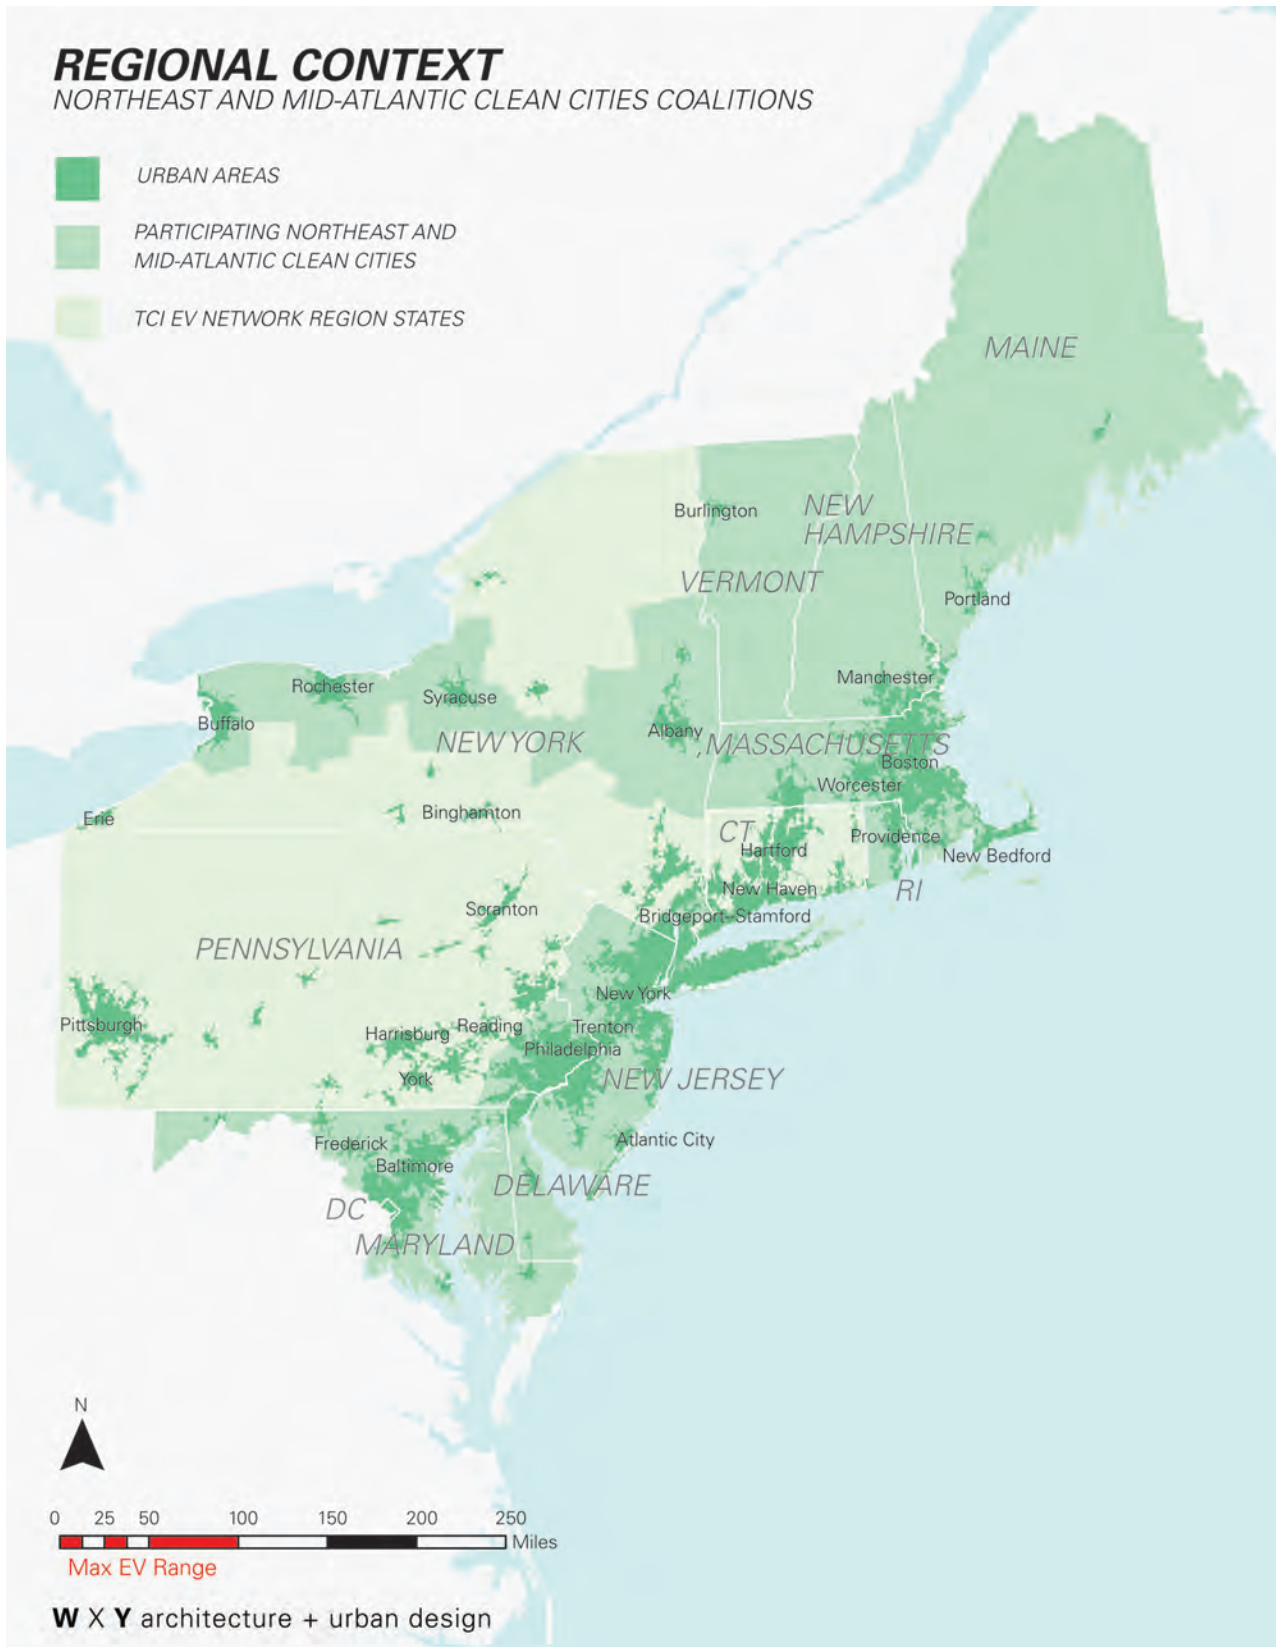 REGIONAL CONTEXT
NORTHEAST AND MID-ATLANTIC CLEAN CITIES COALITIONS
URBAN AREAS
PARTICIPATING NORTHEAST AND
MID-ATLANTIC CLEAN CITIES
TCI EV NETWORK REGION STATES
MAINE
Burlington
NEW
HAMPSHIRE
VERMONT
Portland
Manchester
Rochester
Syracuse
Buffalo
Albany
NEW YORK
MASSACHUSETTS
Boston
Worcester
Erie
Binghamton
CT
Hartford
Providence
New Bedford
New Haven
RI
Scranton
Bridgeport--Stamford
PENNSYLVANIA
New York
Pittsburgh
Harrisburg
Reading
Trenton
Philadelphia
York
NEW JERSEY
Frederick
Atlantic City
Baltimore
DELAWARE
DC
MARYLAND
N
0 25 50 100 150 200 250
Miles
Max EV Range
W X Y architecture + urban design